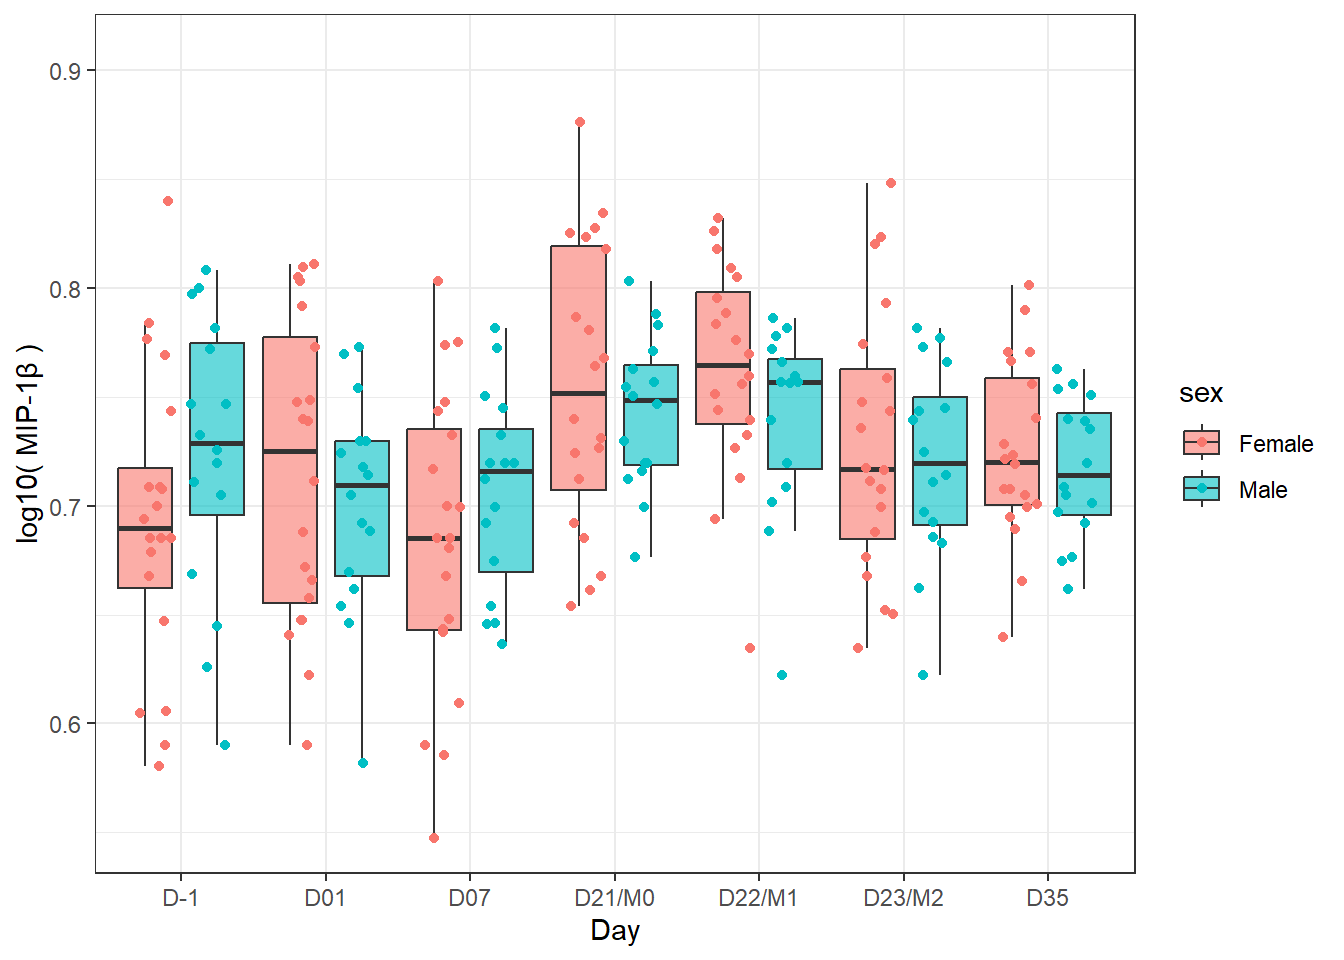 0.9
0.8
0.7
0.6
log10( MIP-1β )
D-1
D01
D07
D21/M0
D22/M1
D23/M2
D35
Day
sex
Female
Male